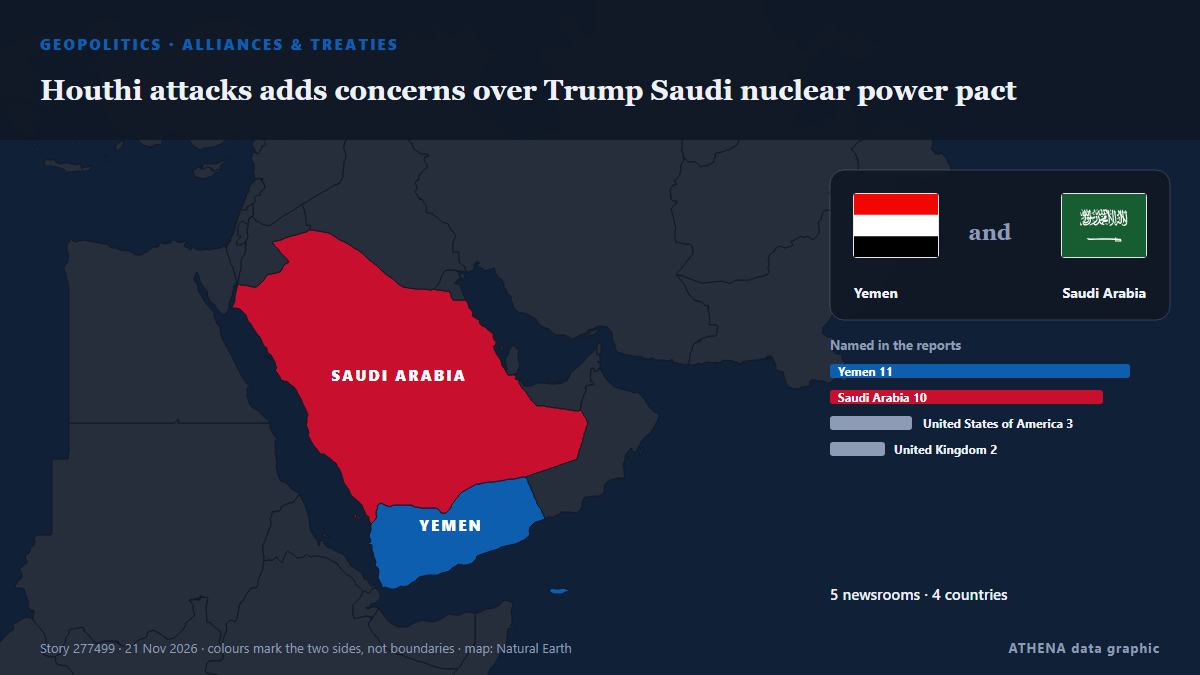 GEOPOLITICS · ALLIANCES & TREATIES
Houthi attacks adds concerns over Trump Saudi nuclear power pact
and
Yemen
Saudi Arabia
Named in the reports
Yemen 11
Saudi Arabia 10
United States of America 3
United Kingdom 2
SAUDI ARABIA
YEMEN
5 newsrooms · 4 countries
Story 277499 · 21 Nov 2026 · colours mark the two sides, not boundaries · map: Natural Earth
ATHENA data graphic